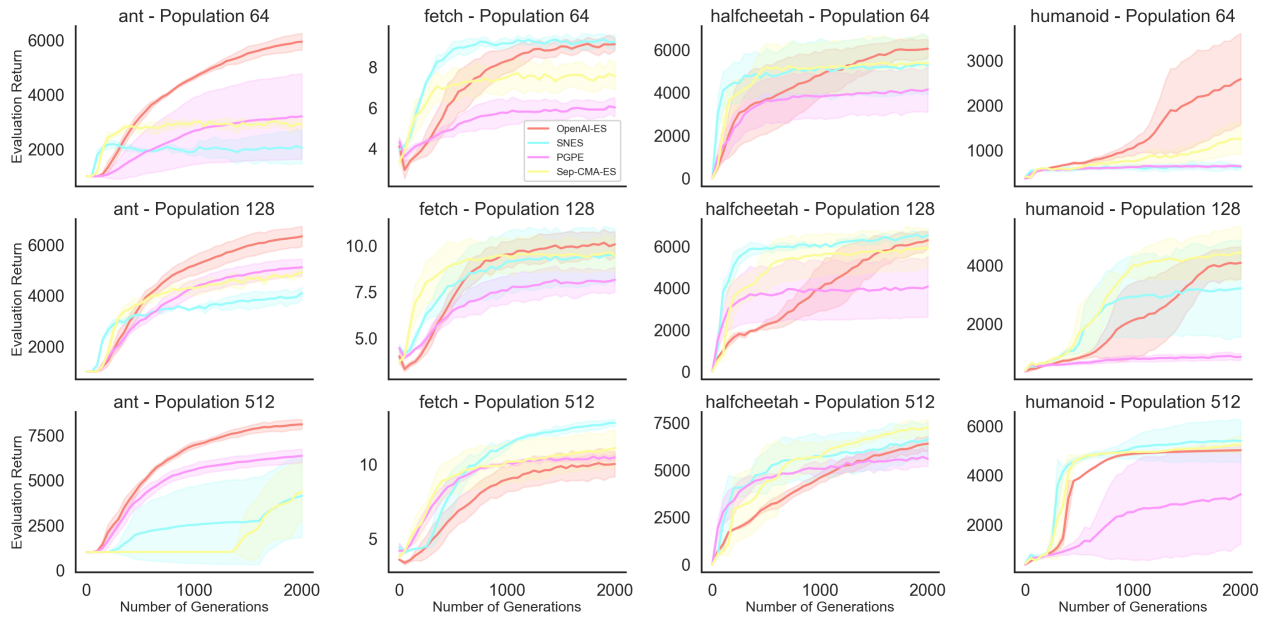 ant - Population 64
fetch - Population 64
halfcheetah - Population 64
humanoid - Population 64
Evaluation Return
6000
4000
2000
8
6
4
OpenAI-ES
SNES
PGPE
Sep-CMA-ES
6000
4000
2000
0
3000
2000
1000
ant - Population 128
fetch - Population 128
halfcheetah - Population 128
humanoid - Population 128
Evaluation Return
6000
4000
2000
10.0
7.5
5.0
6000
4000
2000
0
4000
2000
ant - Population 512
fetch - Population 512
halfcheetah - Population 512
humanoid - Population 512
Evaluation Return
7500
5000
2500
0
10
5
7500
5000
2500
0
6000
4000
2000
0 1000 2000
0 1000 2000
0 1000 2000
0 1000 2000
Number of Generations
Number of Generations
Number of Generations
Number of Generations